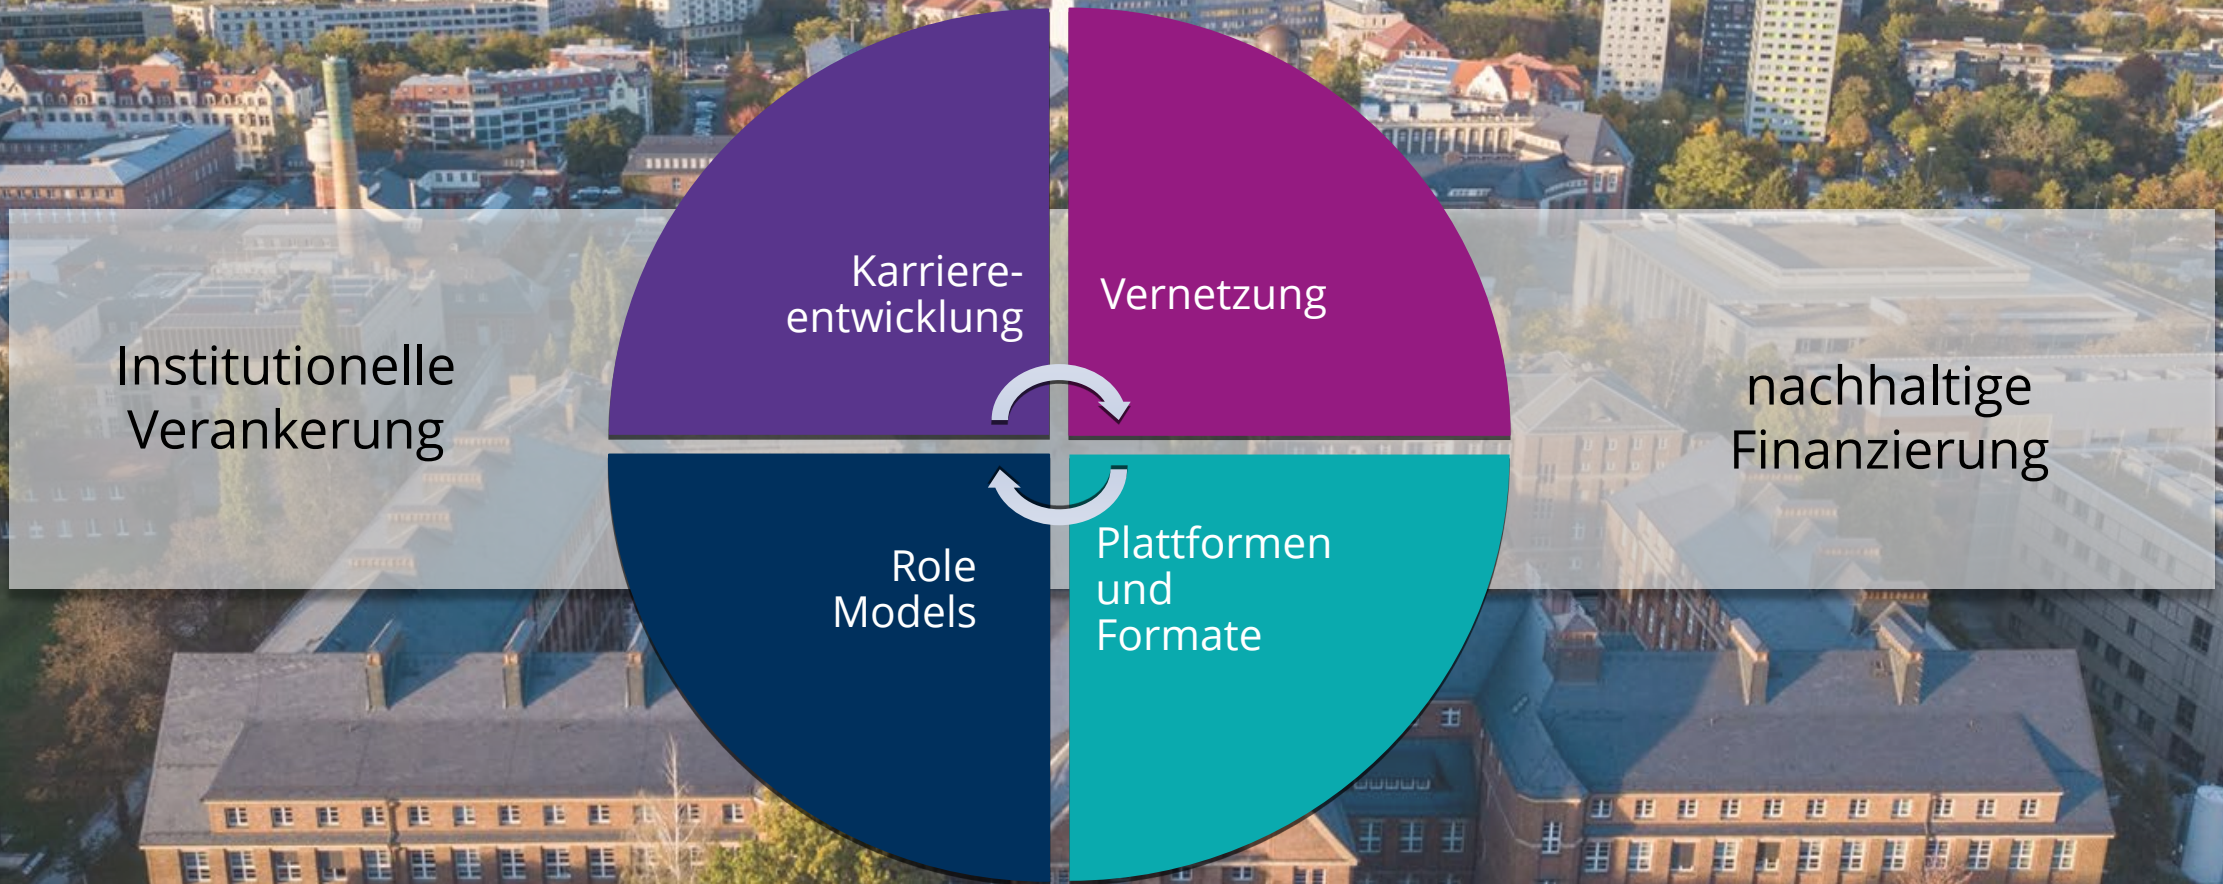 Karriere-
entwicklung
Vernetzung
Institutionelle
Verankerung
nachhaltige
Finanzierung
Role
Models
Plattformen
und
Formate